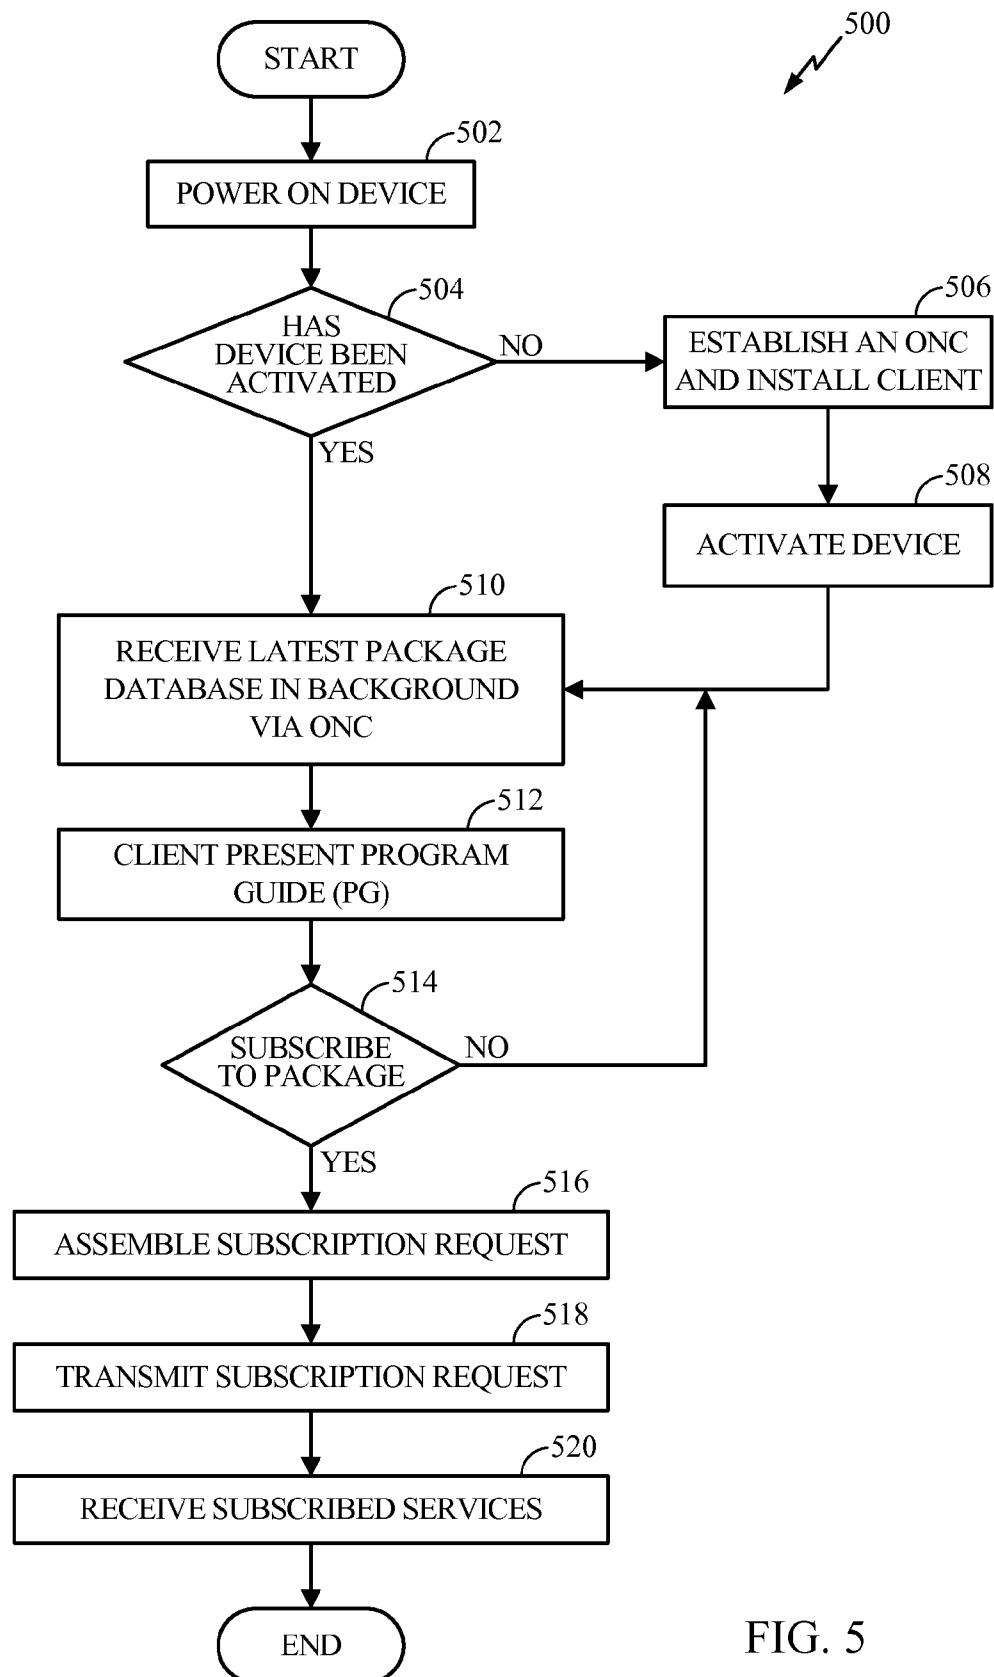 START
500
502
POWER ON DEVICE
504
HAS
DEVICE BEEN
ACTIVATED
NO
YES
506
ESTABLISH AN ONC
AND INSTALL CLIENT
508
ACTIVATE DEVICE
510
RECEIVE LATEST PACKAGE
DATABASE IN BACKGROUND
VIA ONC
512
CLIENT PRESENT PROGRAM
GUIDE (PG)
514
SUBSCRIBE
TO PACKAGE
NO
YES
516
ASSEMBLE SUBSCRIPTION REQUEST
518
TRANSMIT SUBSCRIPTION REQUEST
520
RECEIVE SUBSCRIBED SERVICES
END
FIG. 5